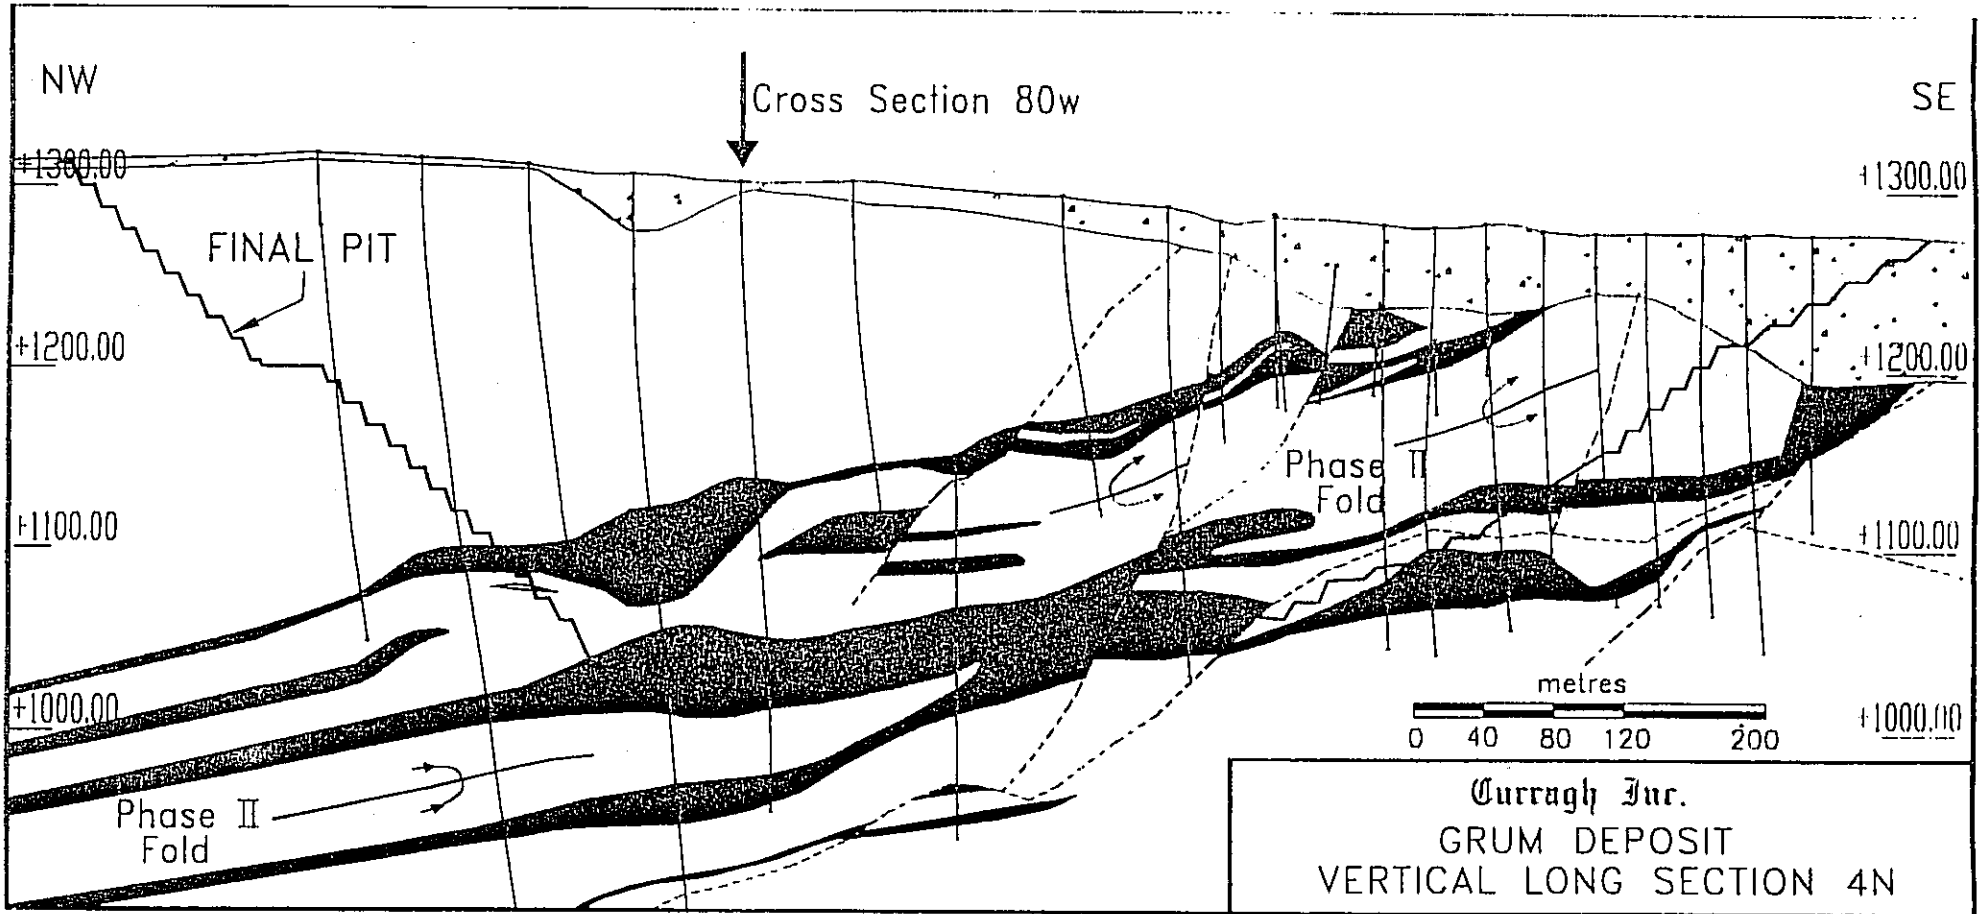 NW
SE
Cross Section 80w
+1300.00
+1300.00
FINAL PIT
+1200.00
+1200.00
Phase II
Fold
+1100.00
+1100.00
+1000.00
+1000.00
metres
0 40 80 120 200
Phase II
Fold
Curragh Inc.
GRUM DEPOSIT
VERTICAL LONG SECTION 4N